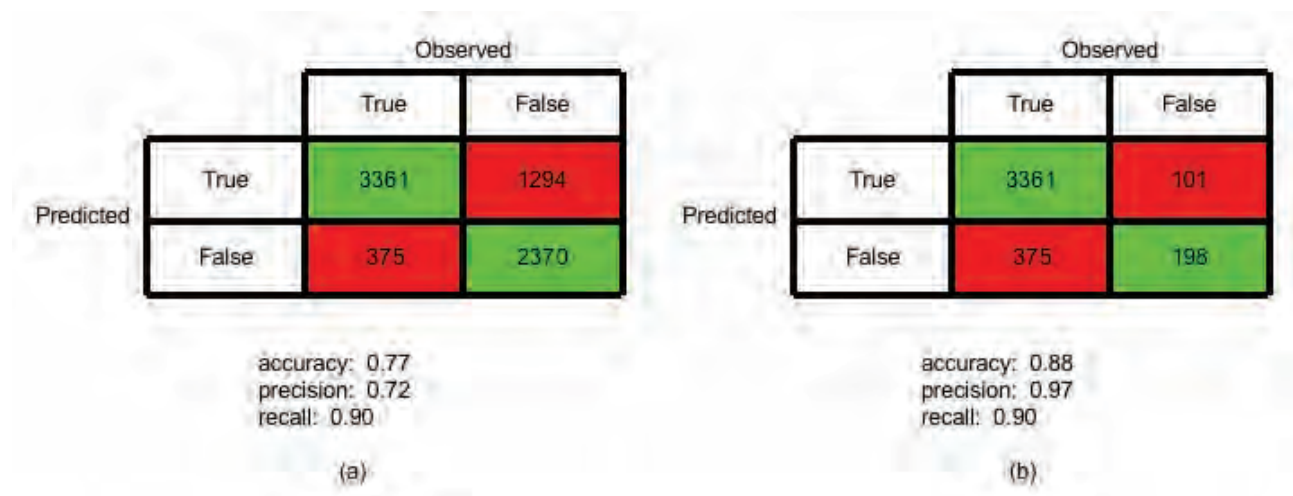 Observed
True False
True 3361 1294
Predicted
False 375 2370
accuracy: 0.77
precision: 0.72
recall: 0.90
(a)
Observed
True False
True 3361 101
Predicted
False 375 198
accuracy: 0.88
precision: 0.97
recall: 0.90
(b)